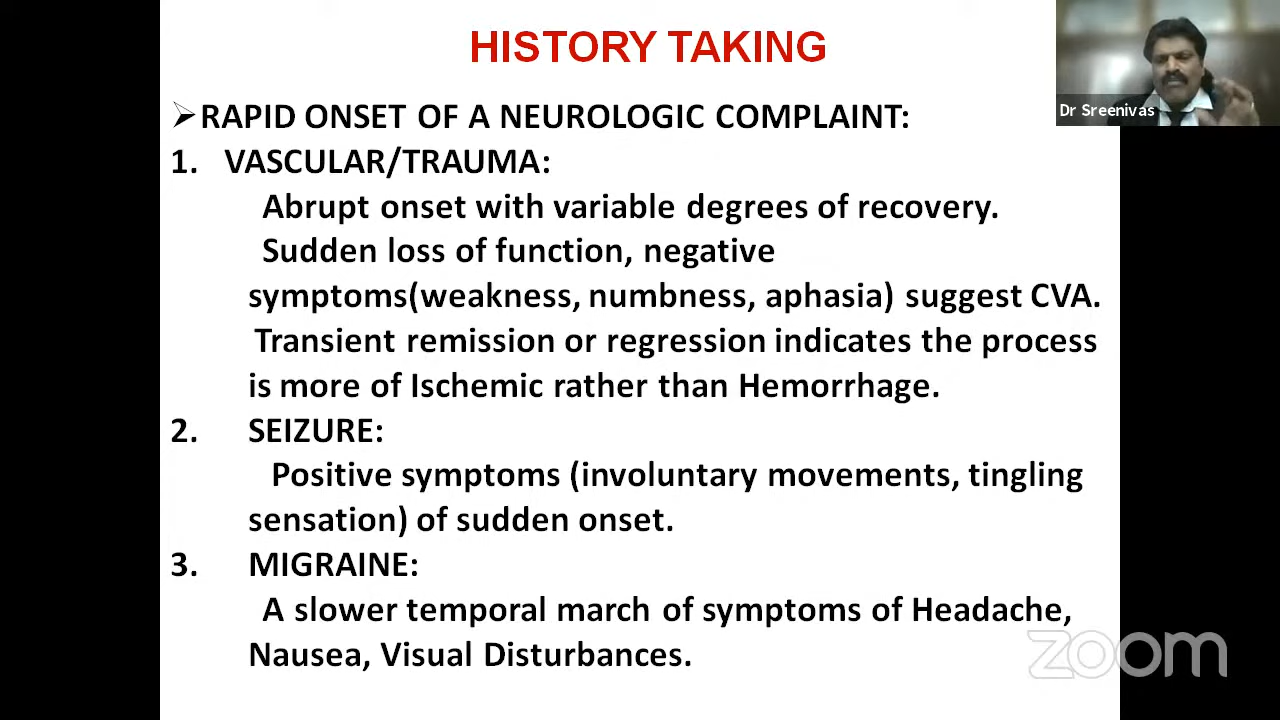 HISTORY TAKING
Dr Sreenivas
➢RAPID ONSET OF A NEUROLOGIC COMPLAINT:
1. VASCULAR/TRAUMA:
Abrupt onset with variable degrees of recovery.
Sudden loss of function, negative
symptoms(weakness, numbness, aphasia) suggest CVA.
Transient remission or regression indicates the process
is more of Ischemic rather than Hemorrhage.
2. SEIZURE:
Positive symptoms (involuntary movements, tingling
sensation) of sudden onset.
3. MIGRAINE:
A slower temporal march of symptoms of Headache,
Nausea, Visual Disturbances.
zoom